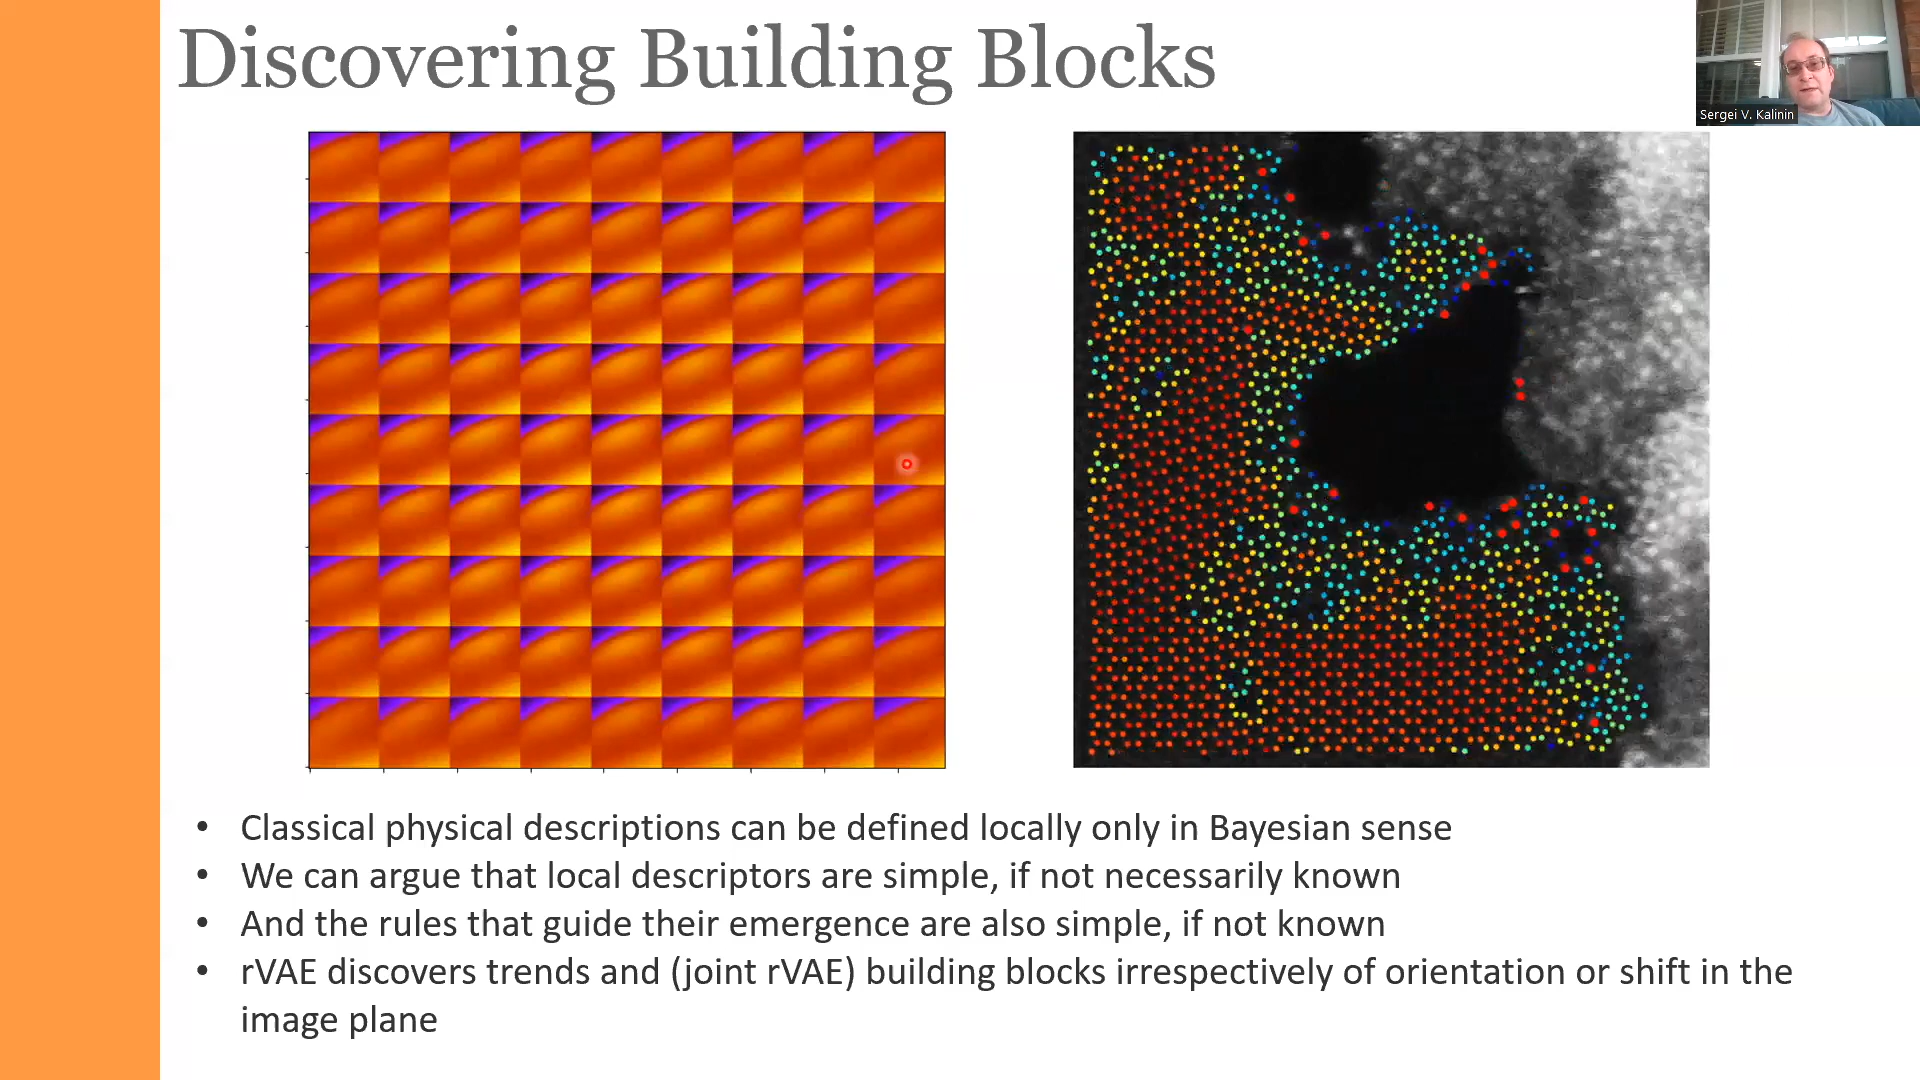 Discovering Building Blocks
Sergei V. Kalinin
• Classical physical descriptions can be defined locally only in Bayesian sense
• We can argue that local descriptors are simple, if not necessarily known
• And the rules that guide their emergence are also simple, if not known
• rVAE discovers trends and (joint rVAE) building blocks irrespectively of orientation or shift in the
image plane